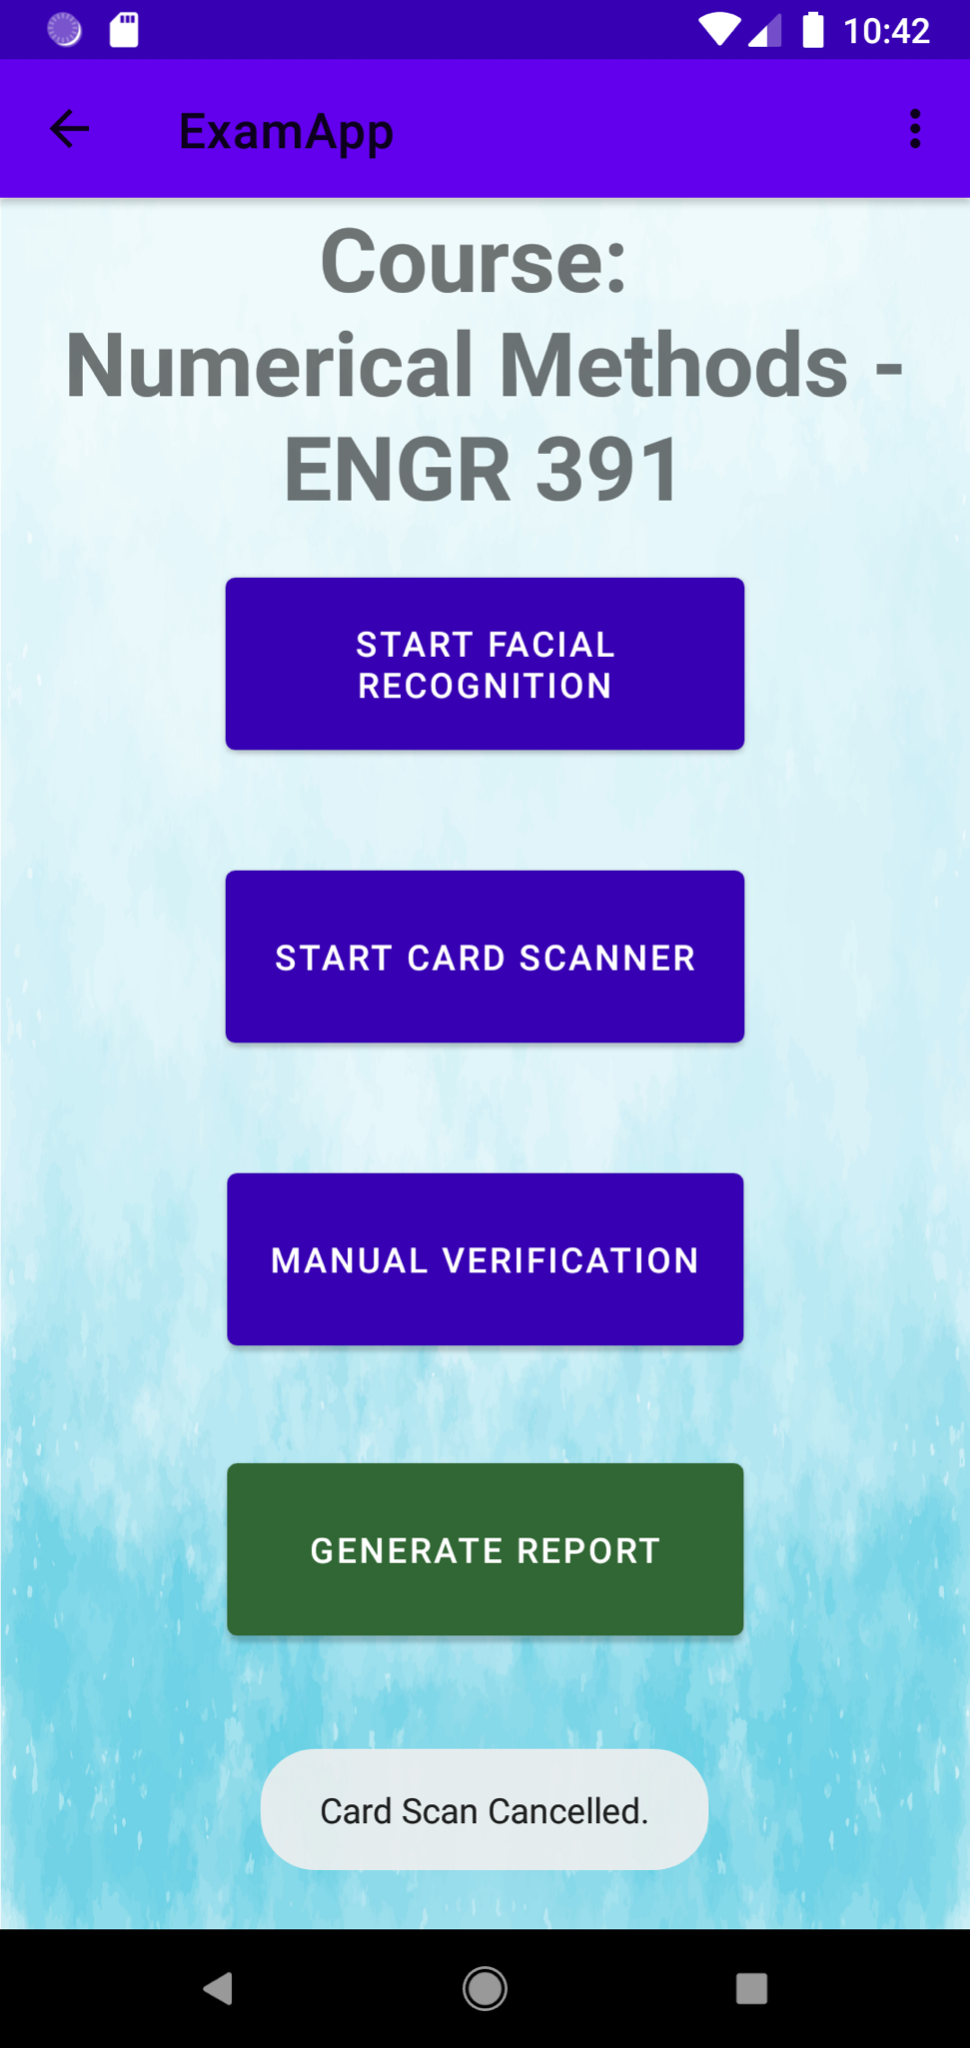 10:42
ExamApp
Course:
Numerical Methods -
ENGR 391
START FACIAL
RECOGNITION
START CARD SCANNER
MANUAL VERIFICATION
GENERATE REPORT
Card Scan Cancelled.